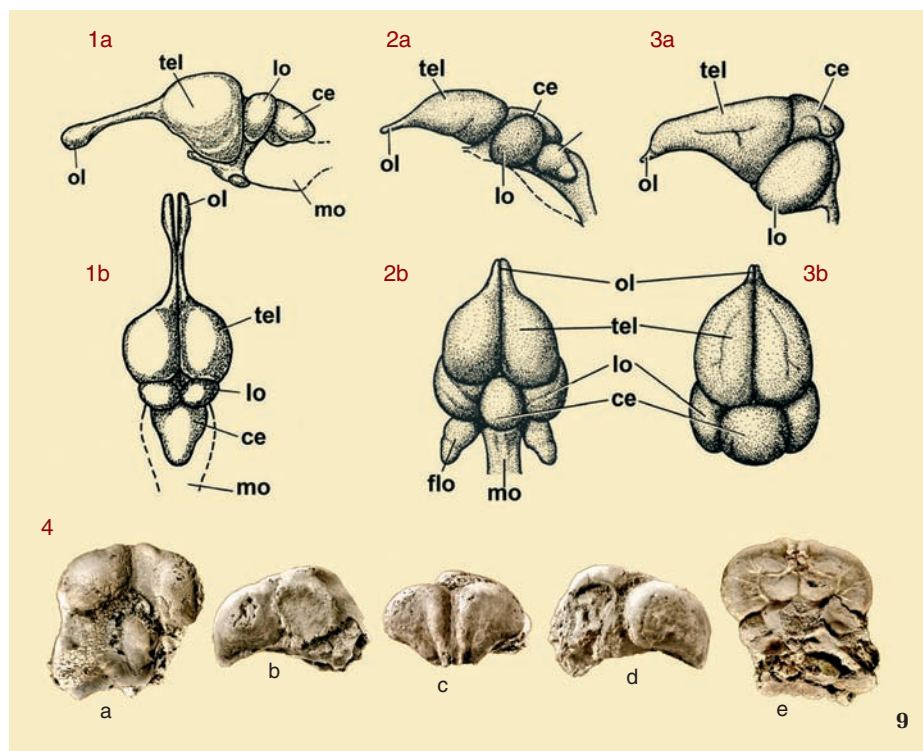 1a 2a 3a
tel lo ce tel ce tel ce
ol mo ol lo ol lo
1b ol 2b ol 3b
tel tel
lo lo
ce ce
mo flo mo
4
a b c d e
9